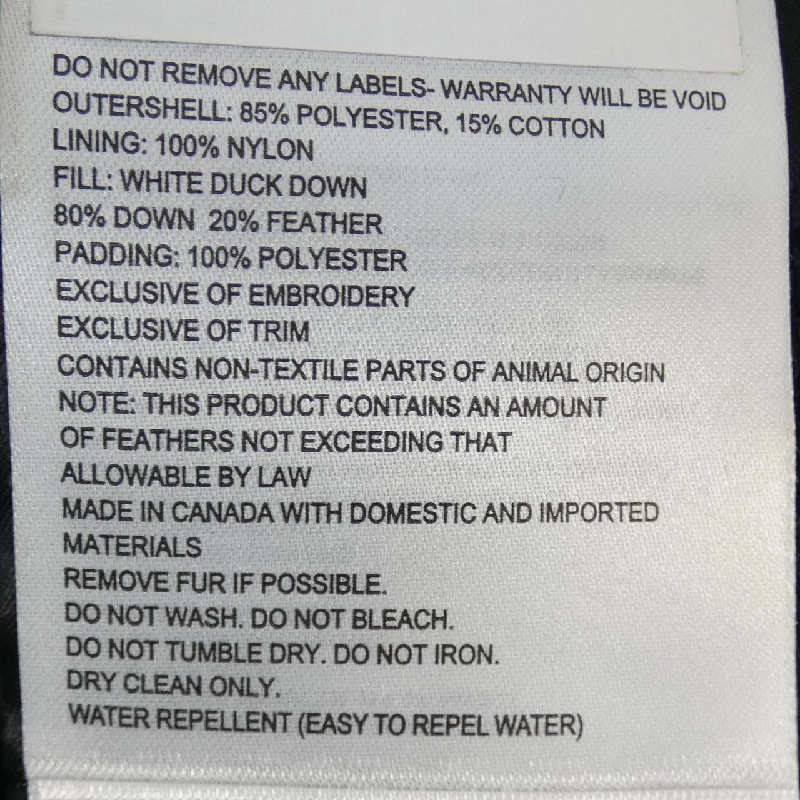 DO NOT REMOVE ANY LABELS- WARRANTY WILL BE VOID
OUTERSHELL: 85% POLYESTER, 15% COTTON
LINING: 100% NYLON
FILL: WHITE DUCK DOWN
80% DOWN 20% FEATHER
PADDING: 100% POLYESTER
EXCLUSIVE OF EMBROIDERY
EXCLUSIVE OF TRIM
CONTAINS NON-TEXTILE PARTS OF ANIMAL ORIGIN
NOTE: THIS PRODUCT CONTAINS AN AMOUNT
OF FEATHERS NOT EXCEEDING THAT
ALLOWABLE BY LAW
MADE IN CANADA WITH DOMESTIC AND IMPORTED
MATERIALS
REMOVE FUR IF POSSIBLE.
DO NOT WASH. DO NOT BLEACH.
DO NOT TUMBLE DRY. DO NOT IRON.
DRY CLEAN ONLY.
WATER REPELLENT (EASY TO REPEL WATER)